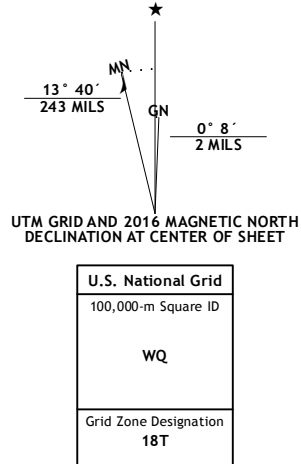 ★
MN
GN
13° 40´
243 MILS
0° 8´
2 MILS
UTM GRID AND 2016 MAGNETIC NORTH
DECLINATION AT CENTER OF SHEET
U.S. National Grid
100,000-m Square ID
WQ
Grid Zone Designation
18T